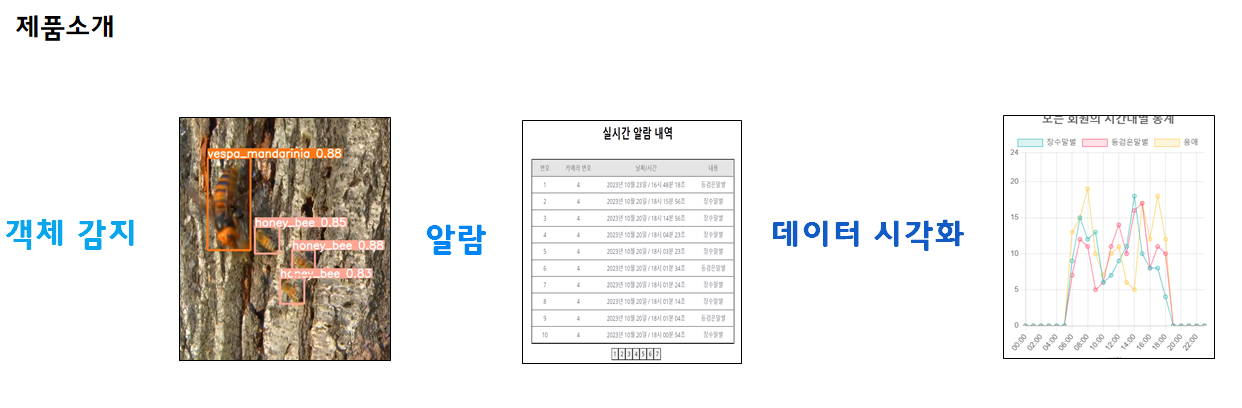 제품소개
객체 감지
vespa_mandarinia 0.88
honey_bee 0.85
honey_bee 0.88
honey_bee 0.83
알람
실시간 알람 내역
번호 카메라 번호 날짜/시간 내용
1 4 2023년 10월 23일 / 16시 48분 18초 등검은말벌
2 4 2023년 10월 20일 / 18시 15분 56초 장수말벌
3 4 2023년 10월 20일 / 18시 14분 56초 장수말벌
4 4 2023년 10월 20일 / 18시 04분 23초 장수말벌
5 4 2023년 10월 20일 / 18시 03분 23초 장수말벌
6 4 2023년 10월 20일 / 18시 01분 34초 등검은말벌
7 4 2023년 10월 20일 / 18시 01분 24초 장수말벌
8 4 2023년 10월 20일 / 18시 01분 14초 장수말벌
9 4 2023년 10월 20일 / 18시 01분 04초 등검은말벌
10 4 2023년 10월 20일 / 18시 00분 54초 장수말벌
1 2 3 4 5 6 7
데이터 시각화
모든 회원의 시간대별 통계
장수말벌 등검은말벌 응애
24
20
15
10
5
0
00:00 02:00 04:00 06:00 08:00 10:00 12:00 14:00 16:00 18:00 20:00 22:00